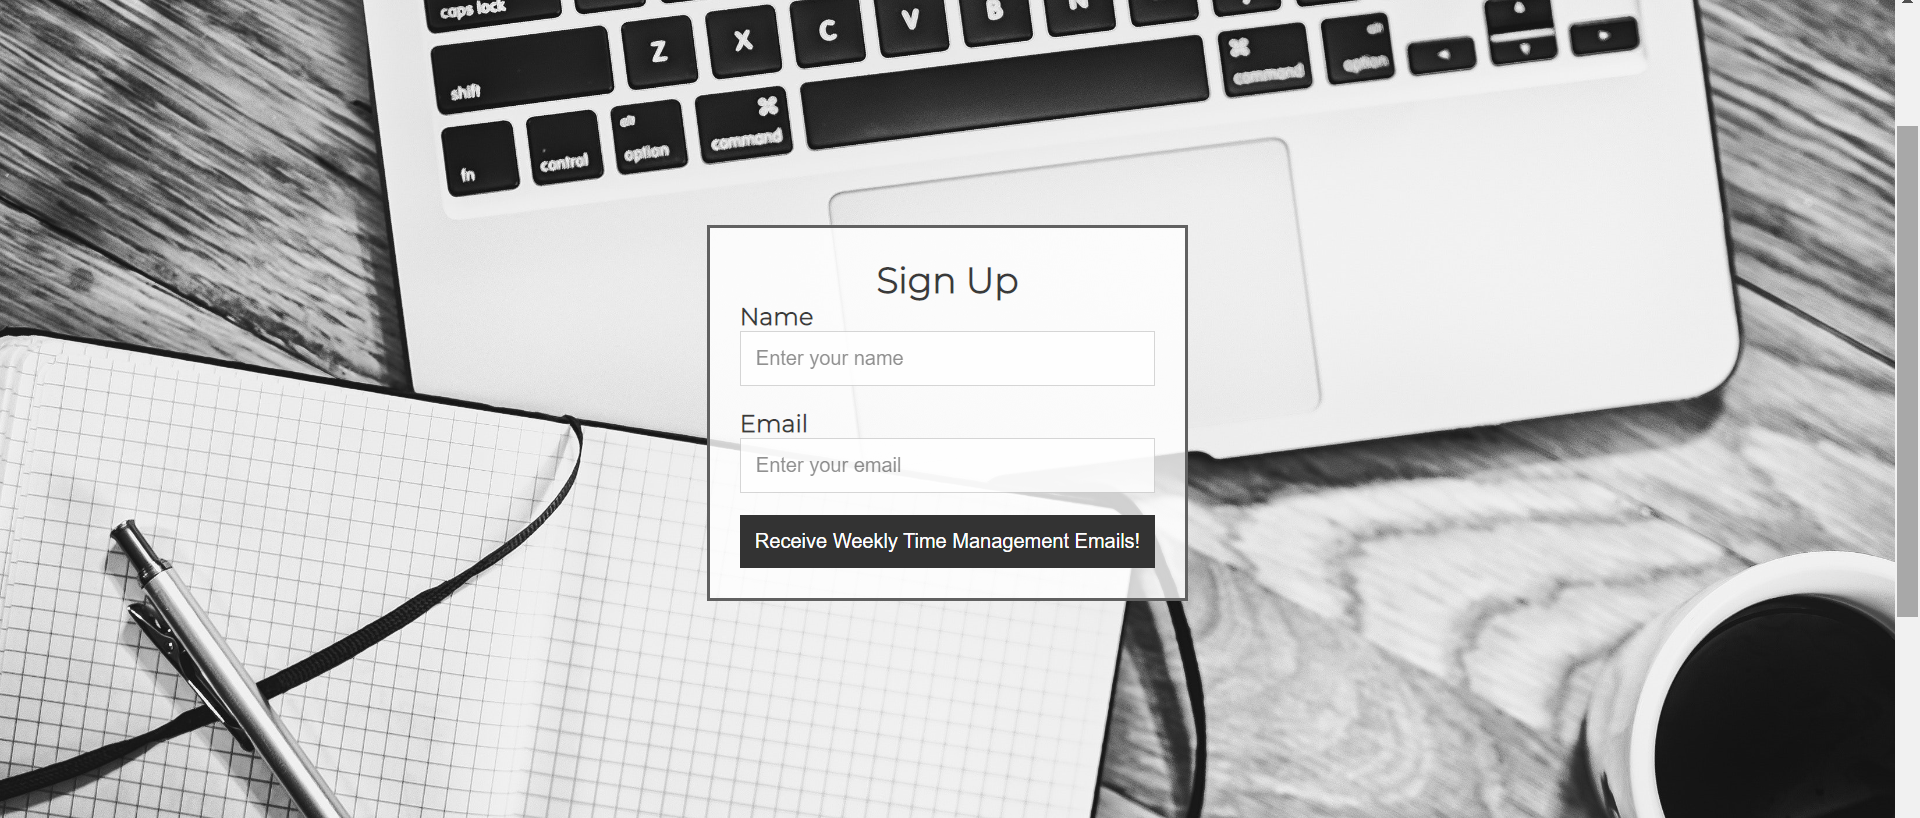 caps lock
Z X C V B N
shift
command
option
alt
fn
control
option
command
Sign Up
Name
Enter your name
Email
Enter your email
Receive Weekly Time Management Emails!